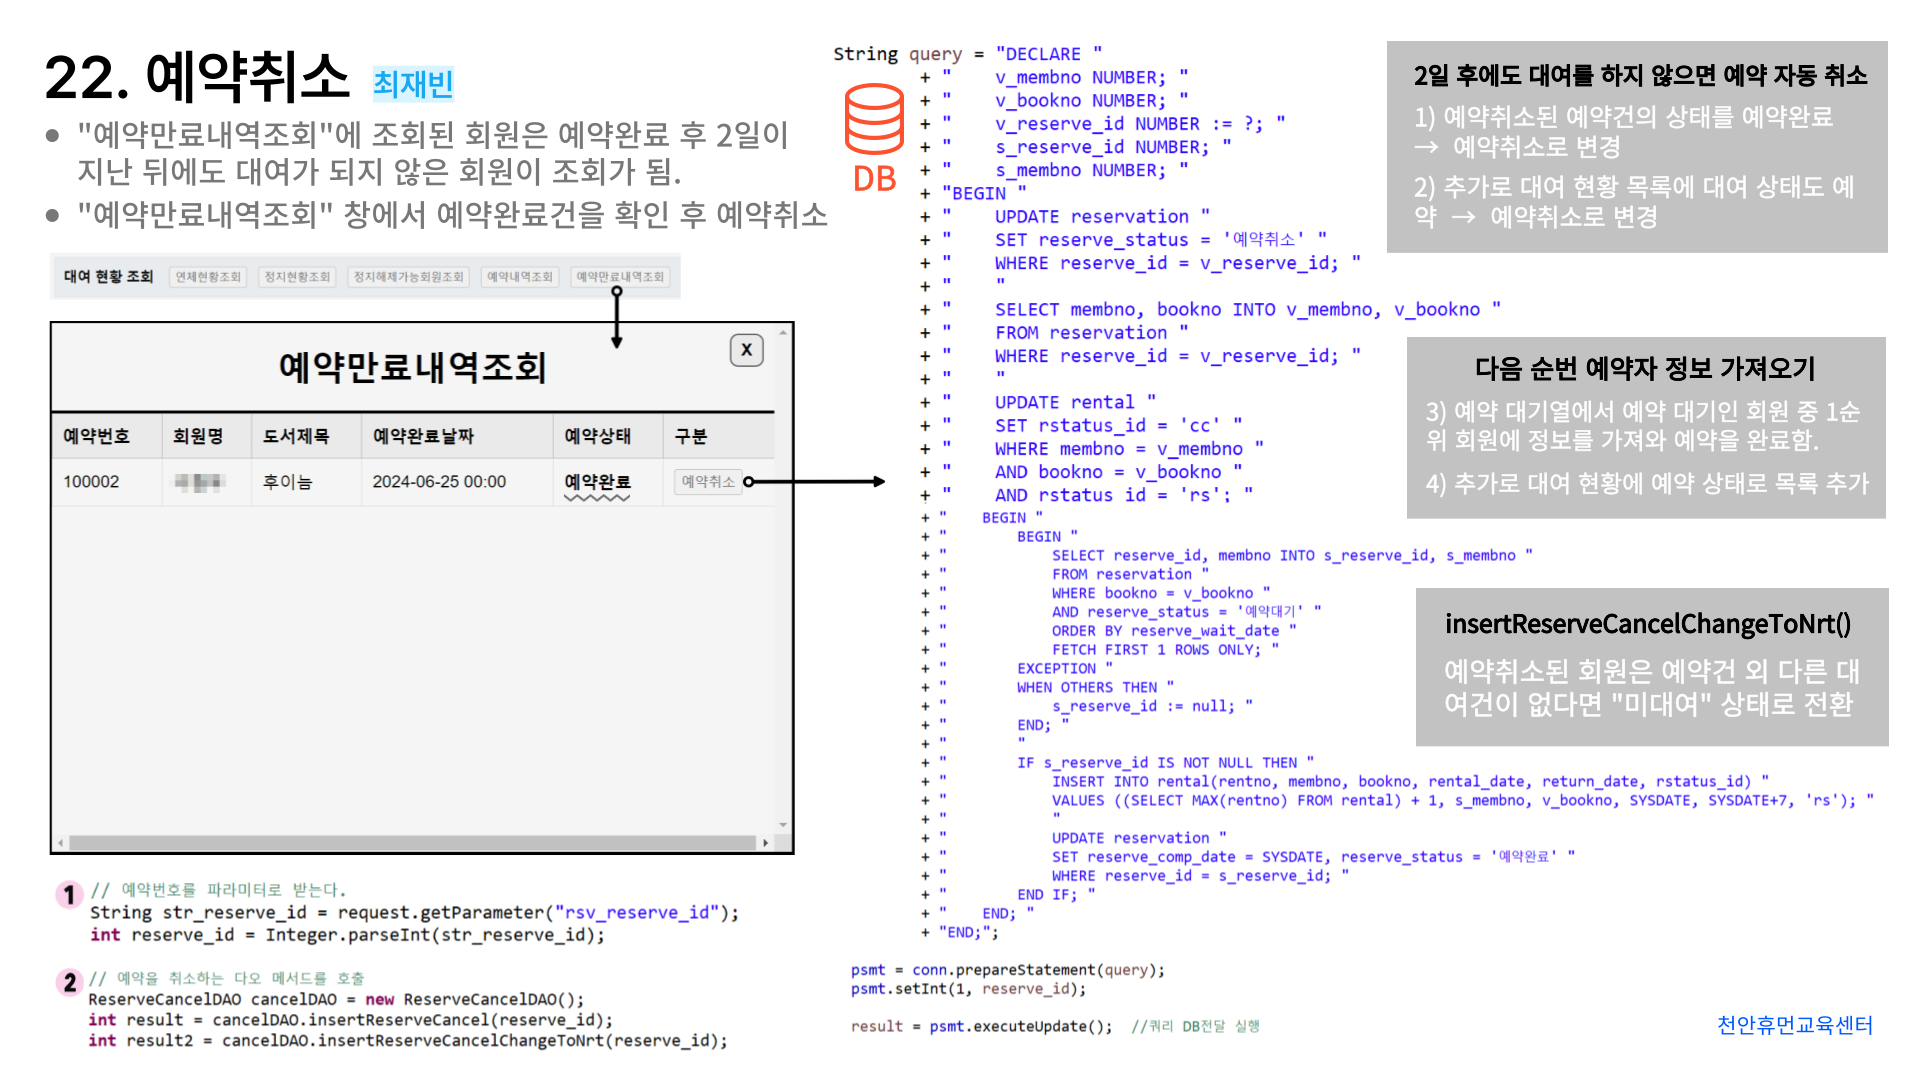 22. 예약취소 최재빈
● "예약만료내역조회"에 조회된 회원은 예약완료 후 2일이
지난 뒤에도 대여가 되지 않은 회원이 조회가 됨.
● "예약만료내역조회" 창에서 예약완료건을 확인 후 예약취소
대여 현황 조회 연체현황조회 정지현황조회 정지해제가능회원조회 예약내역조회 예약만료내역조회
예약만료내역조회 X
예약번호 회원명 도서제목 예약완료날짜 예약상태 구분
100002 후이늠 2024-06-25 00:00 예약완료 예약취소
1 // 예약번호를 파라미터로 받는다.
String str_reserve_id = request.getParameter("rsv_reserve_id");
int reserve_id = Integer.parseInt(str_reserve_id);
2 // 예약을 취소하는 다오 메서드를 호출
ReserveCancelDAO cancelDAO = new ReserveCancelDAO();
int result = cancelDAO.insertReserveCancel(reserve_id);
int result2 = cancelDAO.insertReserveCancelChangeToNrt(reserve_id);
DB
String query = "DECLARE "
+ "    v_membno NUMBER; "
+ "    v_bookno NUMBER; "
+ "    v_reserve_id NUMBER := ?; "
+ "    s_reserve_id NUMBER; "
+ "    s_membno NUMBER; "
+ "BEGIN "
+ "    UPDATE reservation "
+ "    SET reserve_status = '예약취소' "
+ "    WHERE reserve_id = v_reserve_id; "
+ "    "
+ "    SELECT membno, bookno INTO v_membno, v_bookno "
+ "    FROM reservation "
+ "    WHERE reserve_id = v_reserve_id; "
+ "    "
+ "    UPDATE rental "
+ "    SET rstatus_id = 'cc' "
+ "    WHERE membno = v_membno "
+ "    AND bookno = v_bookno "
+ "    AND rstatus_id = 'rs'; "
+ "    BEGIN "
+ "        BEGIN "
+ "            SELECT reserve_id, membno INTO s_reserve_id, s_membno "
+ "            FROM reservation "
+ "            WHERE bookno = v_bookno "
+ "            AND reserve_status = '예약대기' "
+ "            ORDER BY reserve_wait_date "
+ "            FETCH FIRST 1 ROWS ONLY; "
+ "        EXCEPTION "
+ "        WHEN OTHERS THEN "
+ "            s_reserve_id := null; "
+ "        END; "
+ "        "
+ "        IF s_reserve_id IS NOT NULL THEN "
+ "            INSERT INTO rental(rentno, membno, bookno, rental_date, return_date, rstatus_id) "
+ "            VALUES ((SELECT MAX(rentno) FROM rental) + 1, s_membno, v_bookno, SYSDATE, SYSDATE+7, 'rs'); "
+ "            "
+ "            UPDATE reservation "
+ "            SET reserve_comp_date = SYSDATE, reserve_status = '예약완료' "
+ "            WHERE reserve_id = s_reserve_id; "
+ "        END IF; "
+ "    END; "
+ "END;";
psmt = conn.prepareStatement(query);
psmt.setInt(1, reserve_id);
result = psmt.executeUpdate();  //쿼리 DB전달 실행
2일 후에도 대여를 하지 않으면 예약 자동 취소
1) 예약취소된 예약건의 상태를 예약완료
→ 예약취소로 변경
2) 추가로 대여 현황 목록에 대여 상태도 예
약 → 예약취소로 변경
다음 순번 예약자 정보 가져오기
3) 예약 대기열에서 예약 대기인 회원 중 1순
위 회원에 정보를 가져와 예약을 완료함.
4) 추가로 대여 현황에 예약 상태로 목록 추가
insertReserveCancelChangeToNrt()
예약취소된 회원은 예약건 외 다른 대
여건이 없다면 "미대여" 상태로 전환
천안휴먼교육센터